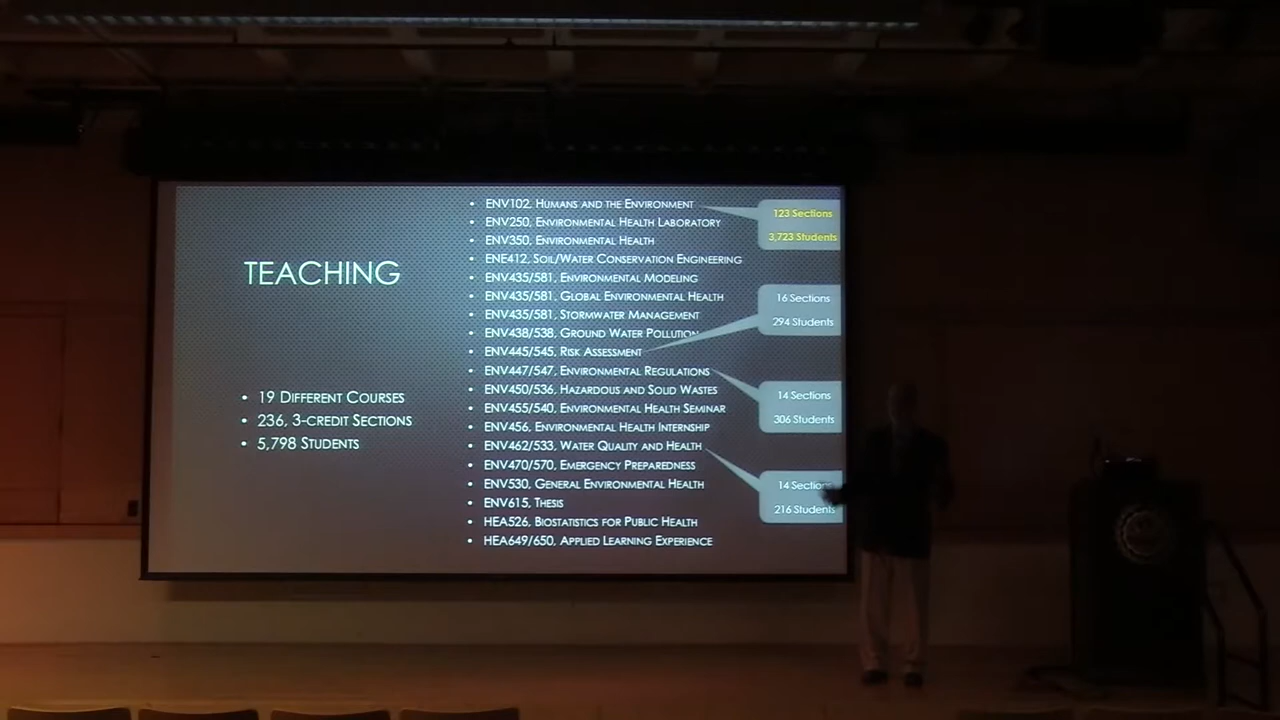 TEACHING
• 19 Different Courses
• 236, 3-credit Sections
• 5,798 Students
• ENV102, Humans and the Environment
• ENV250, Environmental Health Laboratory
• ENV350, Environmental Health
• ENE412, Soil/Water Conservation Engineering
• ENV435/581, Environmental Modeling
• ENV435/581, Global Environmental Health
• ENV435/581, Stormwater Management
• ENV438/538, Ground Water Pollution
• ENV445/545, Risk Assessment
• ENV447/547, Environmental Regulations
• ENV450/536, Hazardous and Solid Wastes
• ENV455/540, Environmental Health Seminar
• ENV456, Environmental Health Internship
• ENV462/533, Water Quality and Health
• ENV470/570, Emergency Preparedness
• ENV530, General Environmental Health
• ENV615, Thesis
• HEA526, Biostatistics for Public Health
• HEA649/650, Applied Learning Experience
123 Sections
3,723 Students
16 Sections
294 Students
14 Sections
306 Students
14 Sections
216 Students